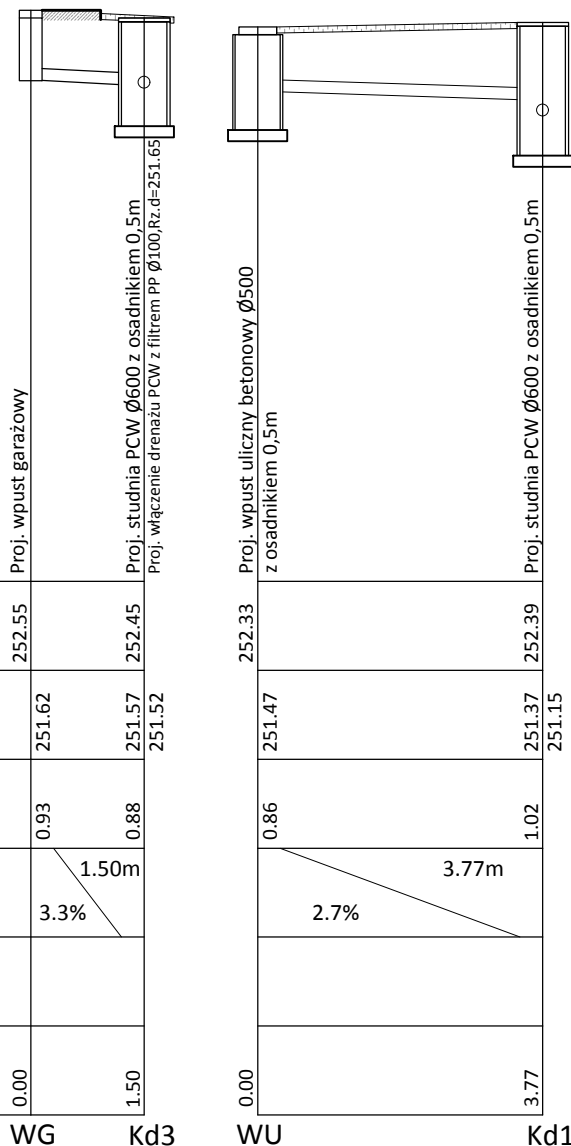 Proj. wpust garażowy
Proj. studnia PCW Ø600 z osadnikiem 0,5m
Proj. włączenie drenażu PCW z filtrem PP Ø100,Rz.d=251.65
Proj. wpust uliczny betonowy Ø500
z osadnikiem 0,5m
Proj. studnia PCW Ø600 z osadnikiem 0,5m
252.55 252.45 252.33 252.39
251.62 251.57 251.52 251.47 251.37 251.15
0.93 0.88 0.86 1.02
1.50m 3.77m
3.3% 2.7%
0.00 1.50 0.00 3.77
WG Kd3 WU Kd1